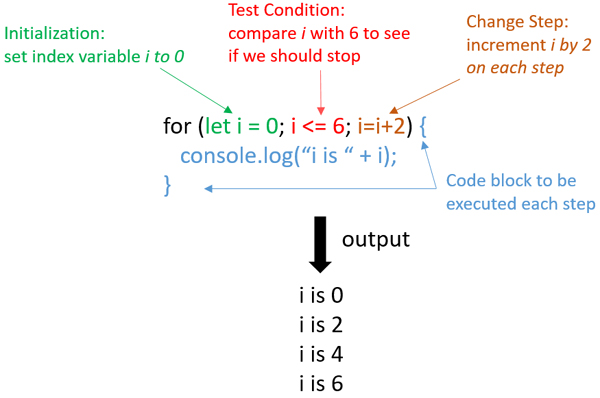 Initialization:
set index variable i to 0
Test Condition:
compare i with 6 to see
if we should stop
Change Step:
increment i by 2
on each step
for (let i = 0; i <= 6; i=i+2) {
console.log(“i is “ + i);
}
Code block to be
executed each step
output
i is 0
i is 2
i is 4
i is 6